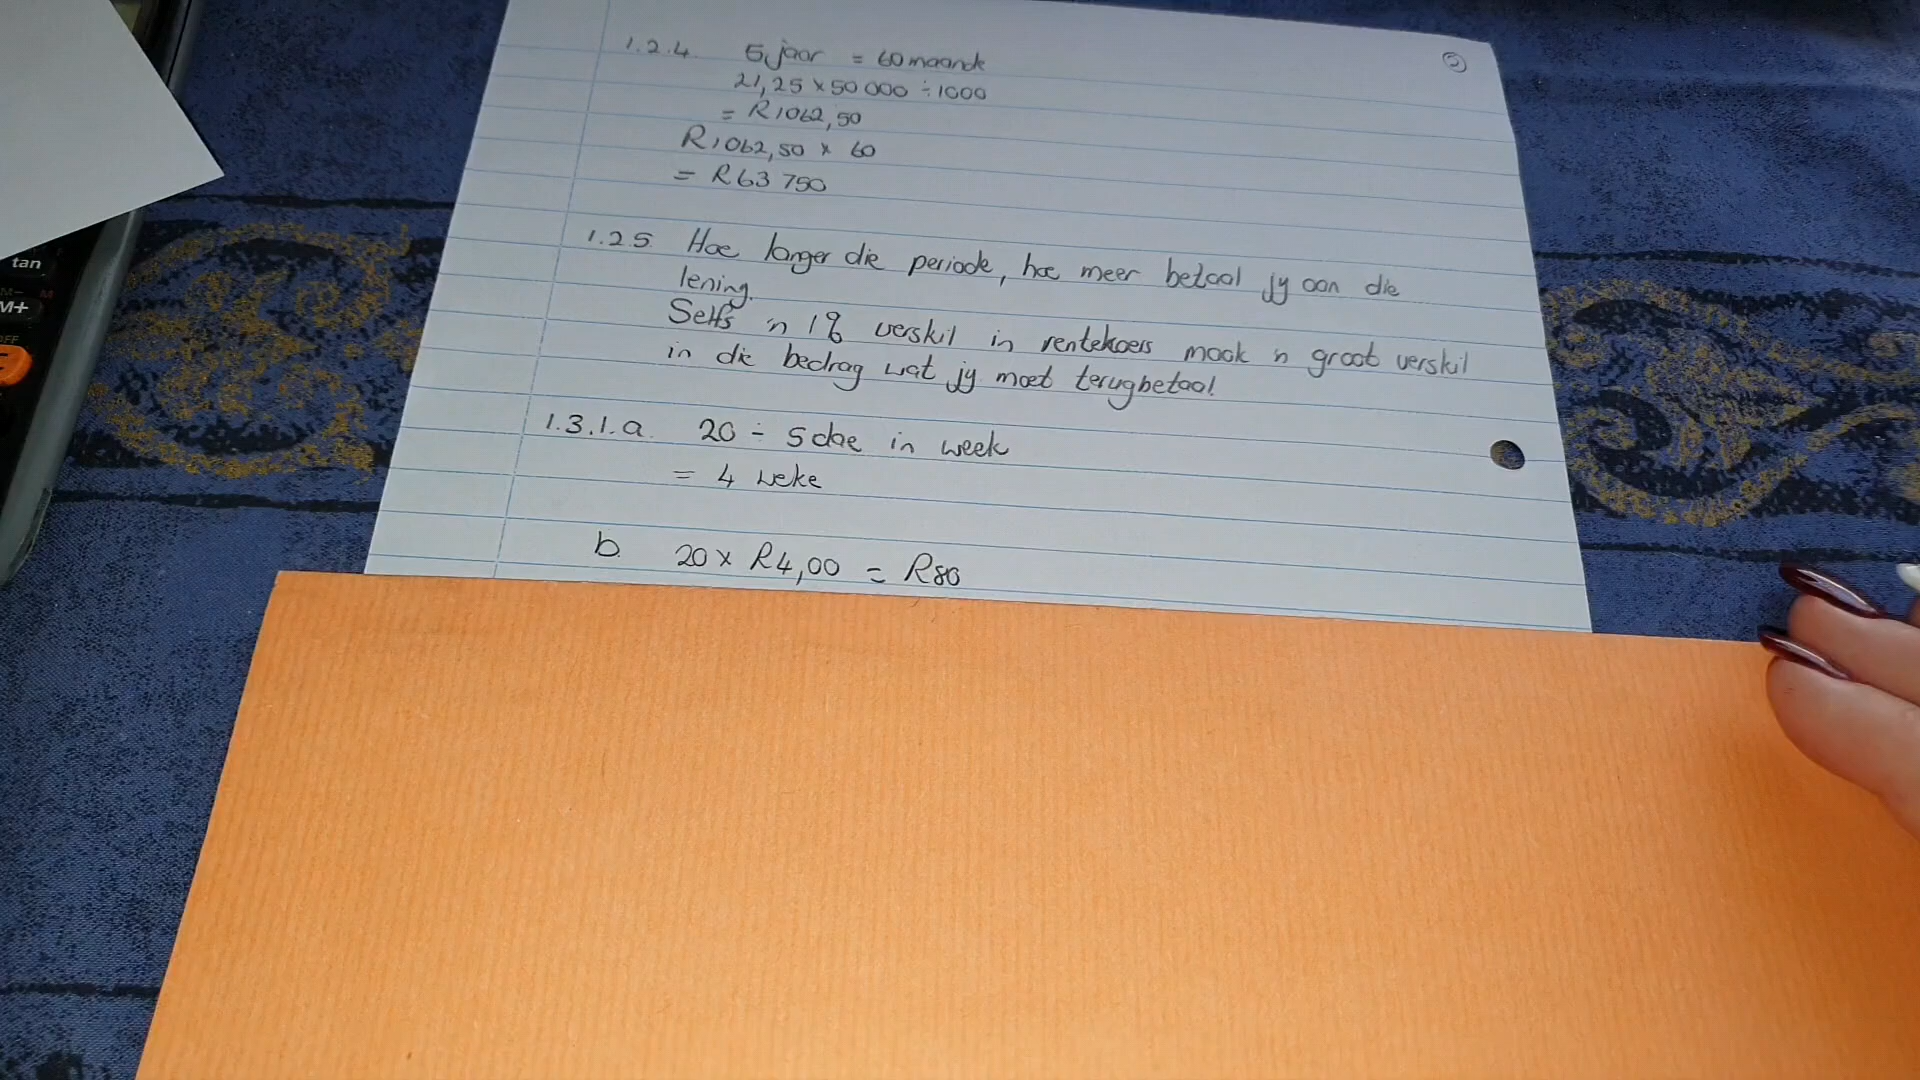 ②
1.2.4. 5 jaar = 60 maande
21,25 x 50 000 ÷ 1000
= R1062,50
R1062,50 x 60
= R63 750
1.2.5. Hoe langer die periode, hoe meer betaal jy aan die
lening.
Selfs 'n 1% verskil in rentekoers maak 'n groot verskil
in die bedrag wat jy moet terugbetaal.
1.3.1.a. 20 ÷ 5 dae in week
= 4 weke
b. 20 x R4,00 = R80
tan
M- M
M+